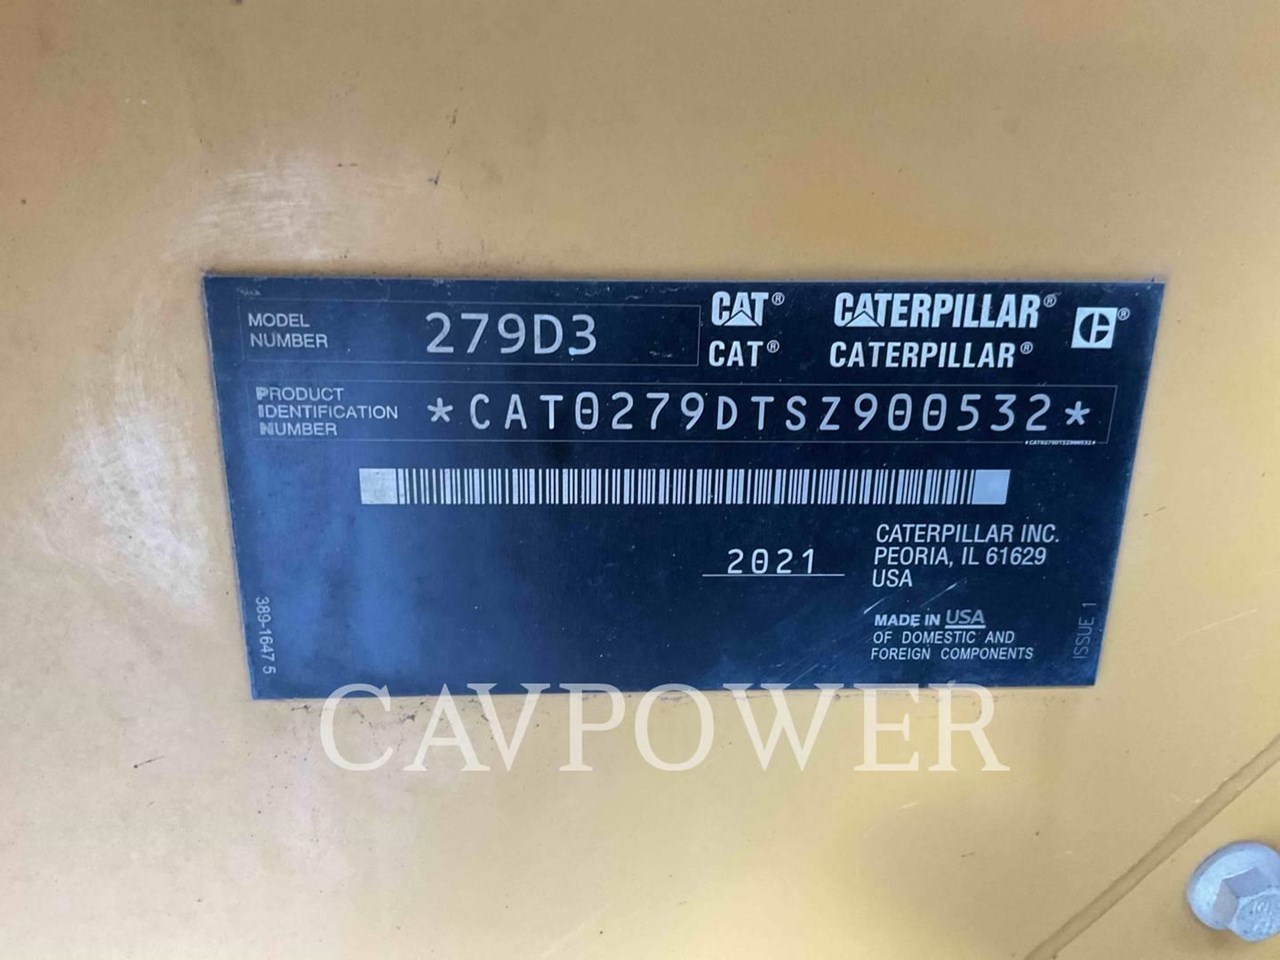 MODEL NUMBER 279D3
CAT® CATERPILLAR® ®
CAT® CATERPILLAR®
PRODUCT IDENTIFICATION NUMBER *CAT0279DTSZ900532*
*CAT0279DTSZ900532*
2021
CATERPILLAR INC.
PEORIA, IL 61629
USA
MADE IN USA
OF DOMESTIC AND
FOREIGN COMPONENTS
389-1647 5
ISSUE 1
CAVPOWER